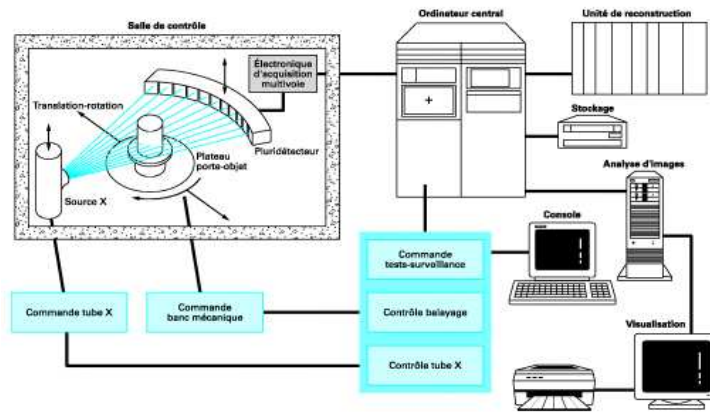 Salle de contrôle
Ordinateur central
Unité de reconstruction
Électronique
d'acquisition
multivoie
Translation-rotation
Stockage
Plateau
porte-objet
Pluridétecteur
Source X
Analyse d'images
Console
Commande
tests-surveillance
Commande tube X
Commande
banc mécanique
Contrôle balayage
Visualisation
Contrôle tube X